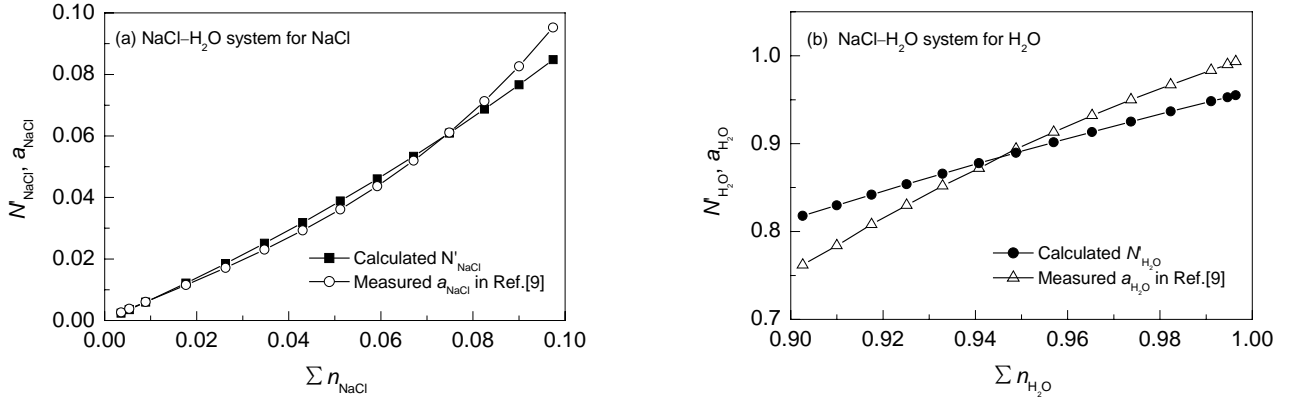 (a) NaCl–H₂O system for NaCl
N'NaCl, aNaCl
0.10
0.08
0.06
0.04
0.02
0.00
Calculated N'NaCl
Measured aNaCl in Ref.[9]
0.00 0.02 0.04 0.06 0.08 0.10
∑ nNaCl
(b) NaCl–H₂O system for H₂O
N'H₂O, aH₂O
1.0
0.9
0.8
0.7
Calculated N'H₂O
Measured aH₂O in Ref.[9]
0.90 0.92 0.94 0.96 0.98 1.00
∑ nH₂O